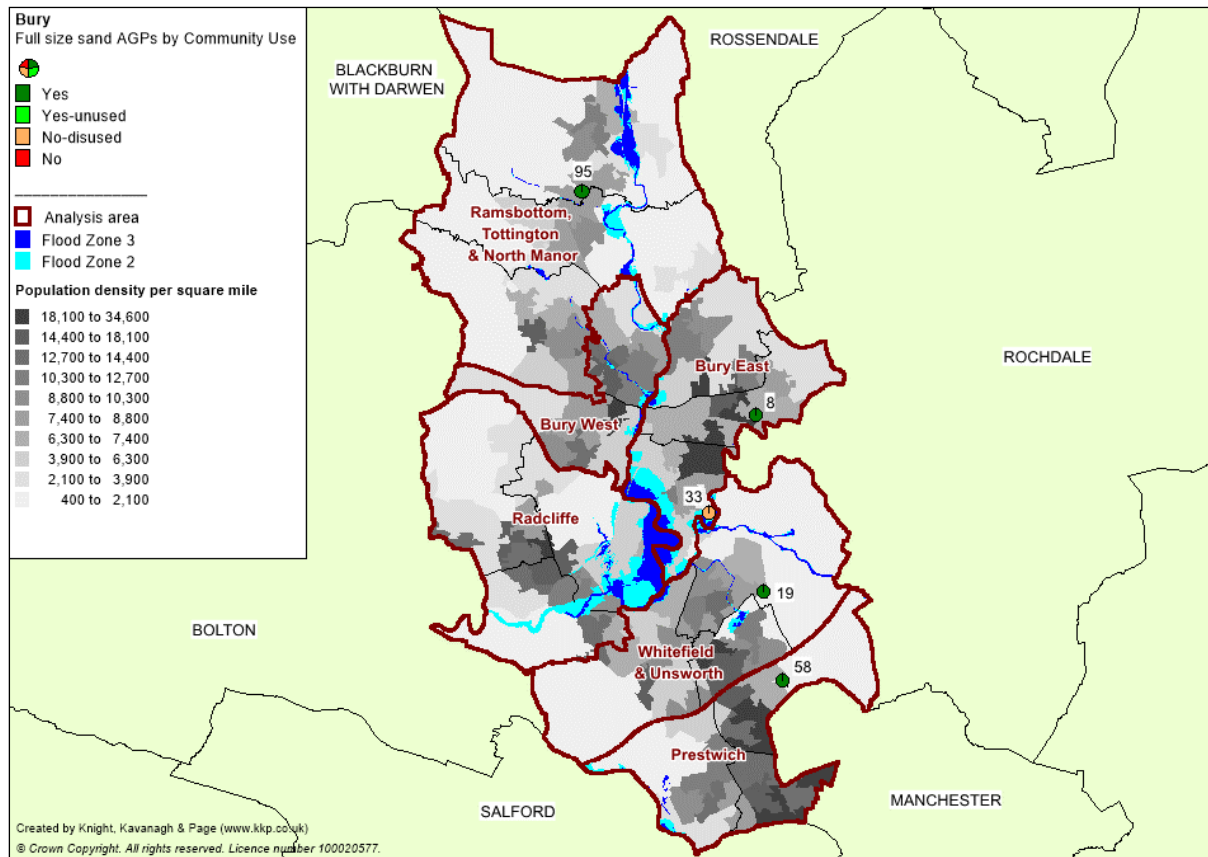 Bury
Full size sand AGPs by Community Use
Yes
Yes-unused
No-disused
No
Analysis area
Flood Zone 3
Flood Zone 2
Population density per square mile
18,100 to 34,600
14,400 to 18,100
12,700 to 14,400
10,300 to 12,700
8,800 to 10,300
7,400 to 8,800
6,300 to 7,400
3,900 to 6,300
2,100 to 3,900
400 to 2,100
ROSSENDALE
BLACKBURN
WITH DARWEN
95
Ramsbottom,
Tottington
& North Manor
ROCHDALE
Bury East
8
Bury West
33
Radcliffe
19
BOLTON
Whitefield
& Unsworth
58
Prestwich
MANCHESTER
SALFORD
Created by Knight, Kavanagh & Page (www.kkp.co.uk)
© Crown Copyright. All rights reserved. Licence number 100020577.